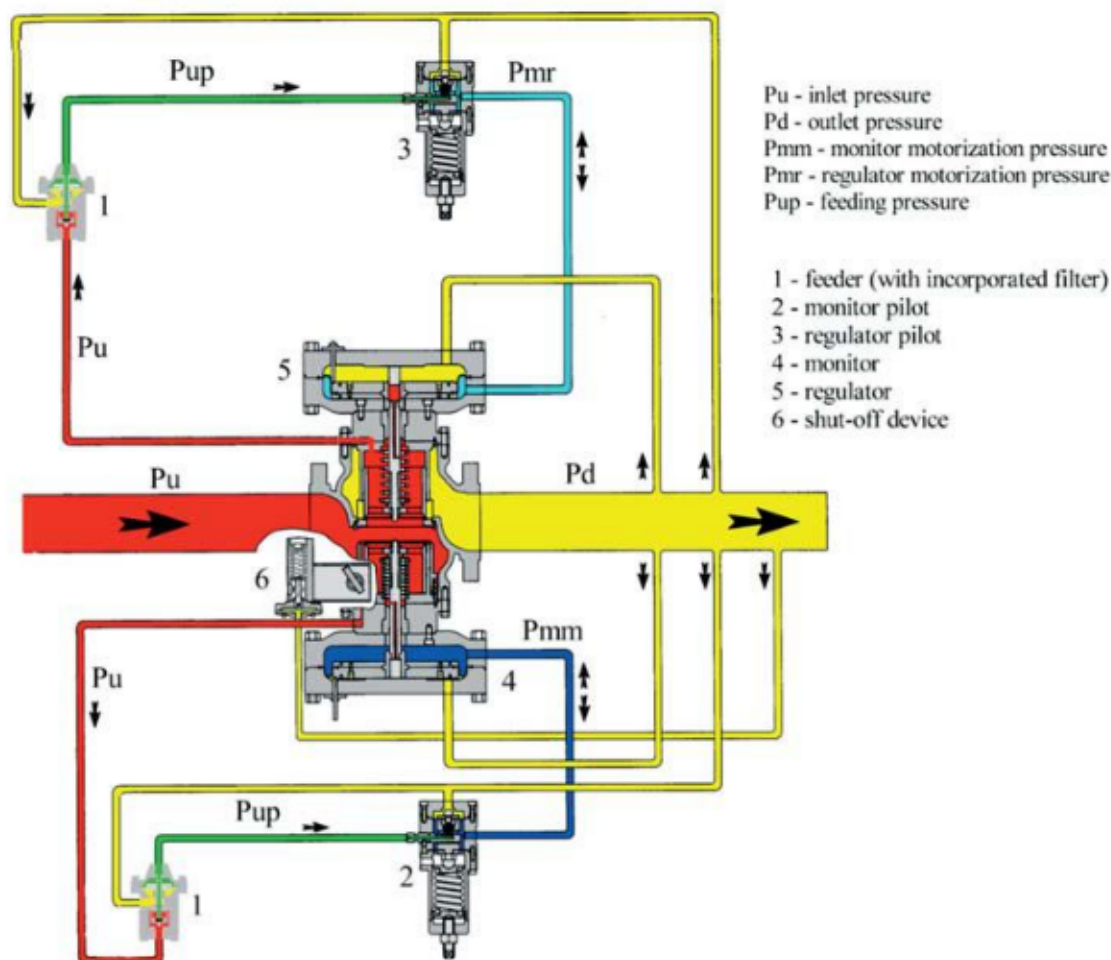 Pup
Pmr
3
1
Pu - inlet pressure
Pd - outlet pressure
Pmm - monitor motorization pressure
Pmr - regulator motorization pressure
Pup - feeding pressure
1 - feeder (with incorporated filter)
2 - monitor pilot
3 - regulator pilot
4 - monitor
5 - regulator
6 - shut-off device
Pu
5
Pu
Pd
6
Pmm
Pu
4
Pup
2
1